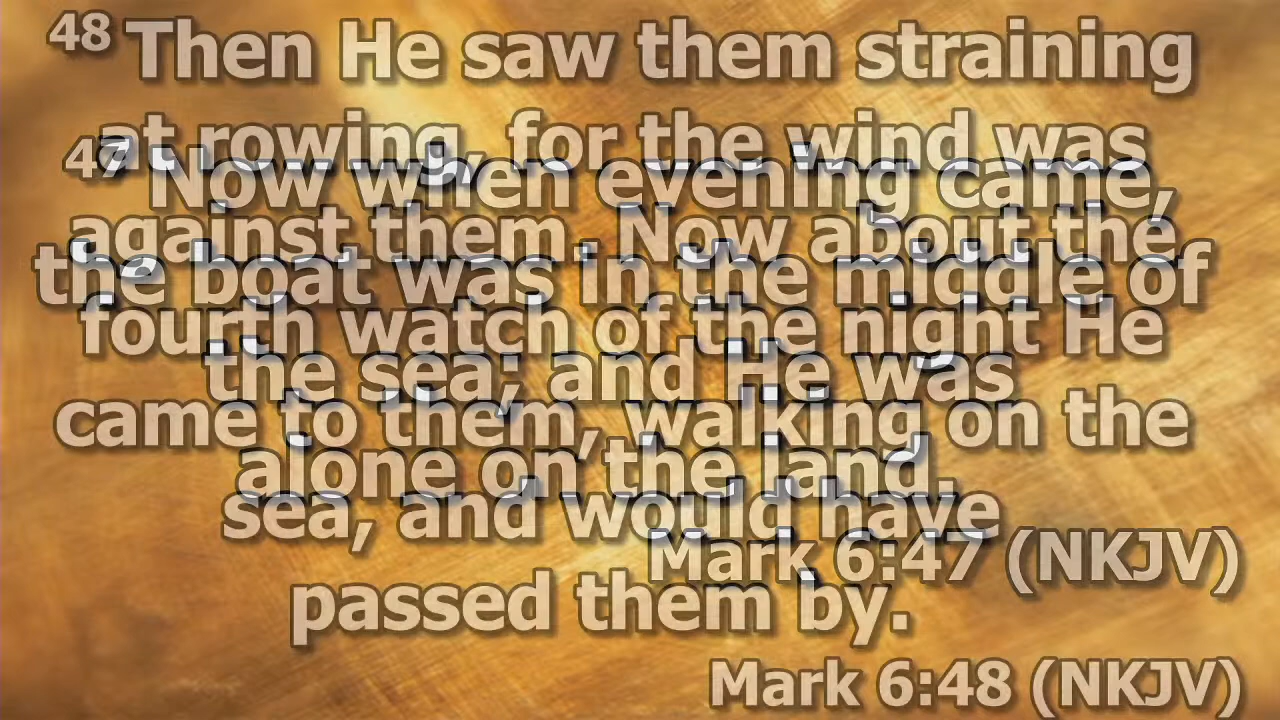 47 Now when evening came,
the boat was in the middle of
the sea; and He was
alone on the land.
Mark 6:47 (NKJV)
48 Then He saw them straining
at rowing, for the wind was
against them. Now about the
fourth watch of the night He
came to them, walking on the
sea, and would have
passed them by.
Mark 6:48 (NKJV)